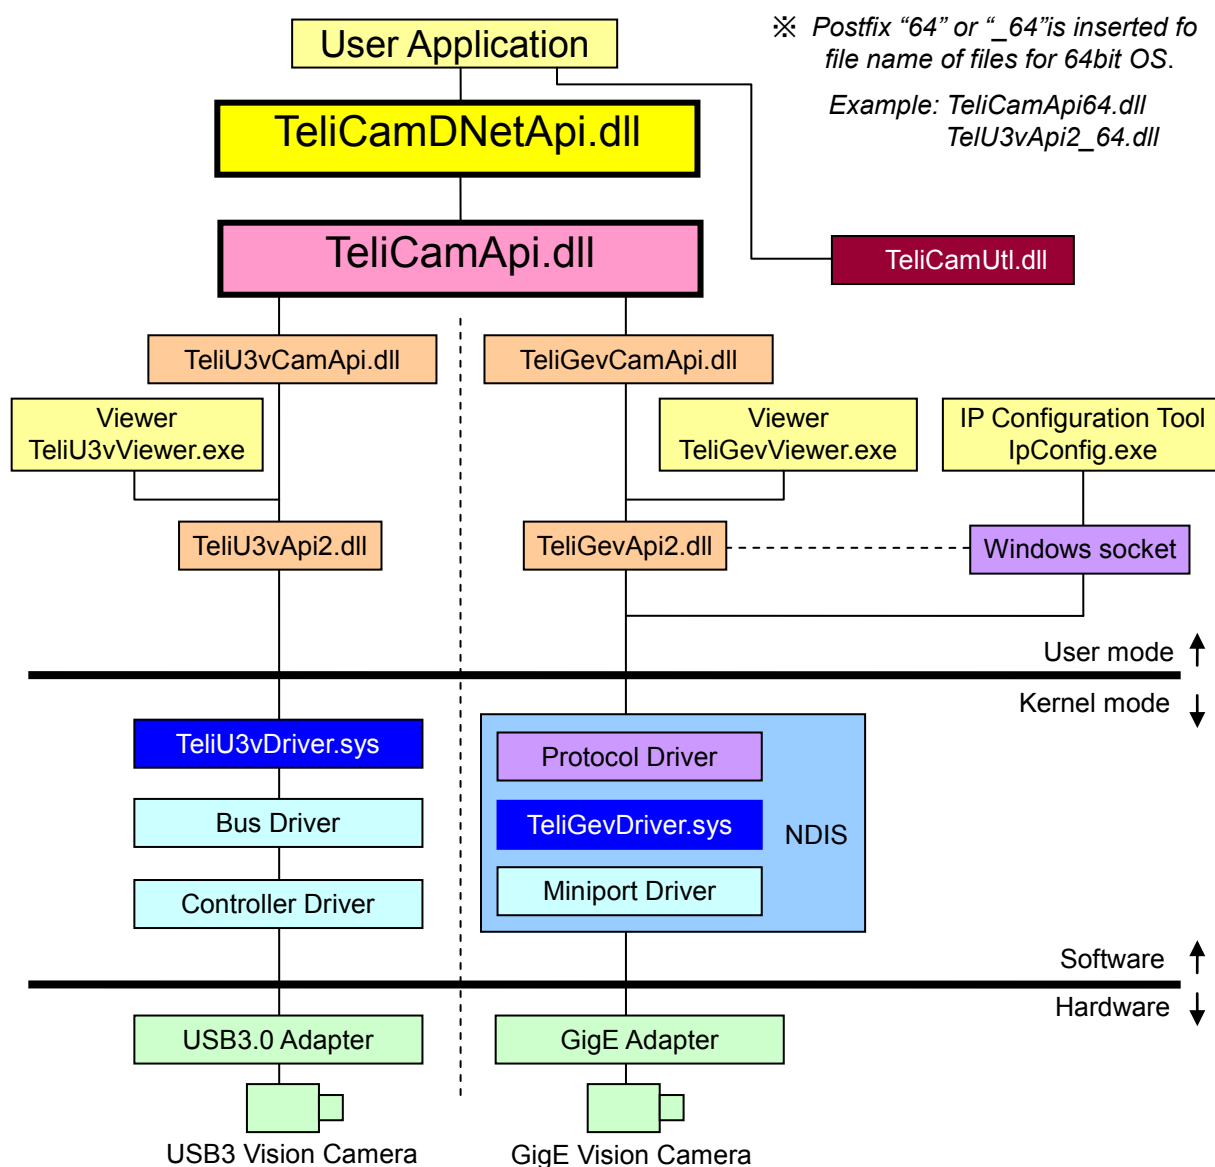 User Application
※ Postfix “64” or “_64”is inserted fo
file name of files for 64bit OS.
Example: TeliCamApi64.dll
TelU3vApi2_64.dll
TeliCamDNetApi.dll
TeliCamApi.dll
TeliCamUtl.dll
TeliU3vCamApi.dll
TeliGevCamApi.dll
Viewer
TeliU3vViewer.exe
Viewer
TeliGevViewer.exe
IP Configuration Tool
IpConfig.exe
TeliU3vApi2.dll
TeliGevApi2.dll
Windows socket
User mode
Kernel mode
TeliU3vDriver.sys
Protocol Driver
Bus Driver
TeliGevDriver.sys
NDIS
Controller Driver
Miniport Driver
Software
Hardware
USB3.0 Adapter
GigE Adapter
USB3 Vision Camera
GigE Vision Camera